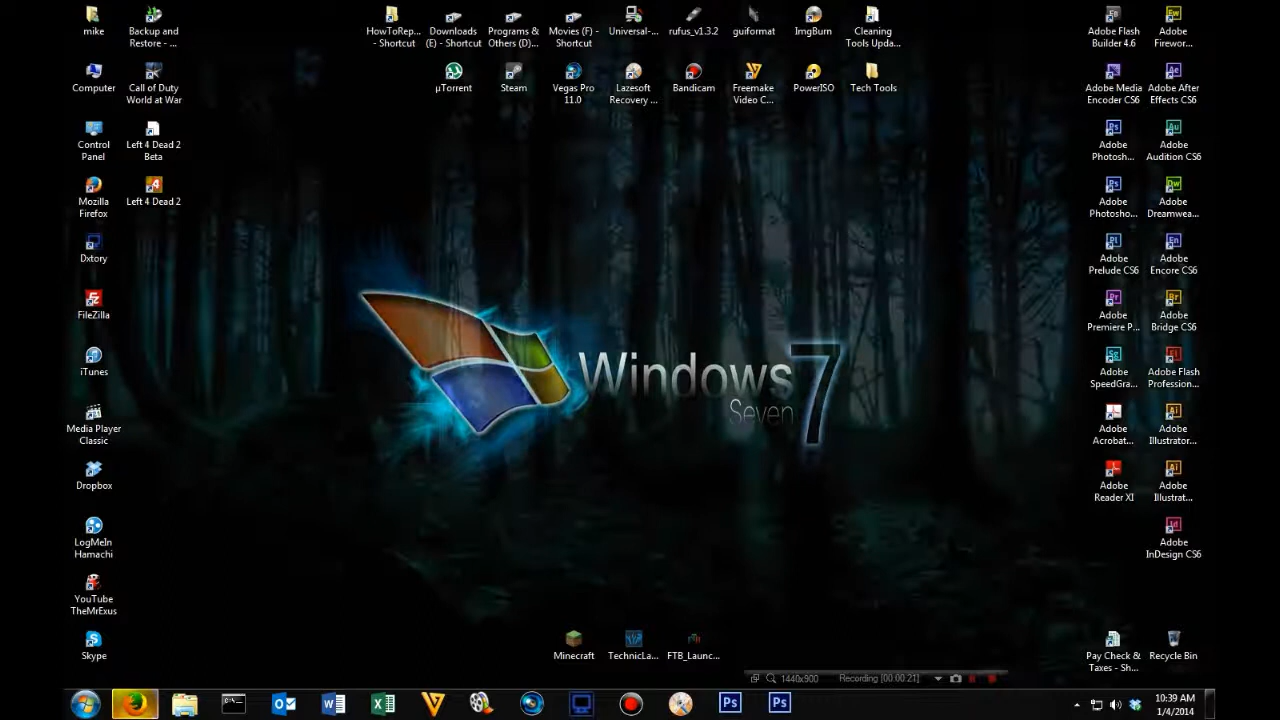 mike
Backup and
Restore - ...
HowToRep...
- Shortcut
Downloads
(E) - Shortcut
Programs &
Others (D)...
Movies (F) -
Shortcut
Universal-...
rufus_v1.3.2
guiformat
ImgBurn
Cleaning
Tools Upda...
Adobe Flash
Builder 4.6
Adobe
Firewor...
Computer
Call of Duty
World at War
µTorrent
Steam
Vegas Pro
11.0
Lazesoft
Recovery ...
Bandicam
Freemake
Video C...
PowerISO
Tech Tools
Adobe Media
Encoder CS6
Adobe After
Effects CS6
Control
Panel
Left 4 Dead 2
Beta
Adobe
Photosh...
Adobe
Audition CS6
Mozilla
Firefox
Left 4 Dead 2
Adobe
Photosho...
Adobe
Dreamwea...
Dxtory
Adobe
Prelude CS6
Adobe
Encore CS6
FileZilla
Adobe
Premiere P...
Adobe
Bridge CS6
iTunes
Adobe
SpeedGra...
Adobe Flash
Profession...
Windows 7
Seven
Media Player
Classic
Adobe
Acrobat...
Adobe
Illustrator...
Dropbox
Adobe
Reader XI
Adobe
Illustrat...
LogMeIn
Hamachi
Adobe
InDesign CS6
YouTube
TheMrExus
Skype
Minecraft
TechnicLa...
FTB_Launc...
Pay Check &
Taxes - Sh...
Recycle Bin
1440x900
Recording [00:00:21]
10:39 AM
1/4/2014